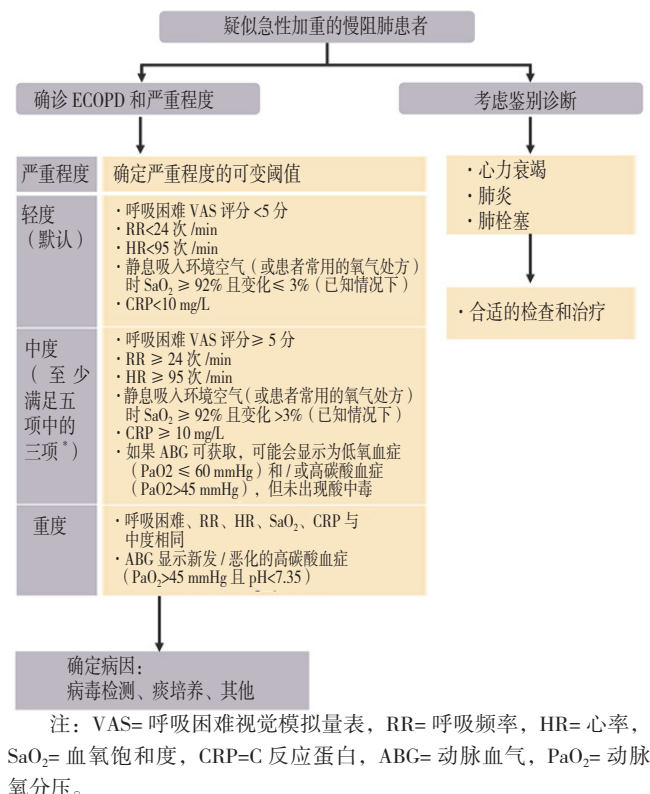 疑似急性加重的慢阻肺患者
确诊 ECOPD 和严重程度
考虑鉴别诊断
严重程度
确定严重程度的可变阈值
轻度
（默认）
·呼吸困难 VAS 评分 <5 分
·RR<24 次 /min
·HR<95 次 /min
·静息吸入环境空气（或患者常用的氧气处方）
时 SaO₂ ≥ 92% 且变化≤ 3%（已知情况下）
·CRP<10 mg/L
中度
（ 至 少
满足五
项中的
三项 *）
·呼吸困难 VAS 评分≥ 5 分
·RR ≥ 24 次 /min
·HR ≥ 95 次 /min
·静息吸入环境空气（或患者常用的氧气处方）
时 SaO₂ ≥ 92% 且变化 >3%（已知情况下）
·CRP ≥ 10 mg/L
·如果 ABG 可获取，可能会显示为低氧血症
（PaO2 ≤ 60 mmHg）和 / 或高碳酸血症
（PaO2>45 mmHg），但未出现酸中毒
重度
·呼吸困难、RR、HR、SaO₂、CRP 与
中度相同
·ABG 显示新发 / 恶化的高碳酸血症
（PaO₂>45 mmHg 且 pH<7.35）
·心力衰竭
·肺炎
·肺栓塞
·合适的检查和治疗
确定病因：
病毒检测、痰培养、其他
注：VAS= 呼吸困难视觉模拟量表，RR= 呼吸频率，HR= 心率，
SaO₂= 血氧饱和度，CRP=C 反应蛋白，ABG= 动脉血气，PaO₂= 动脉
氧分压。